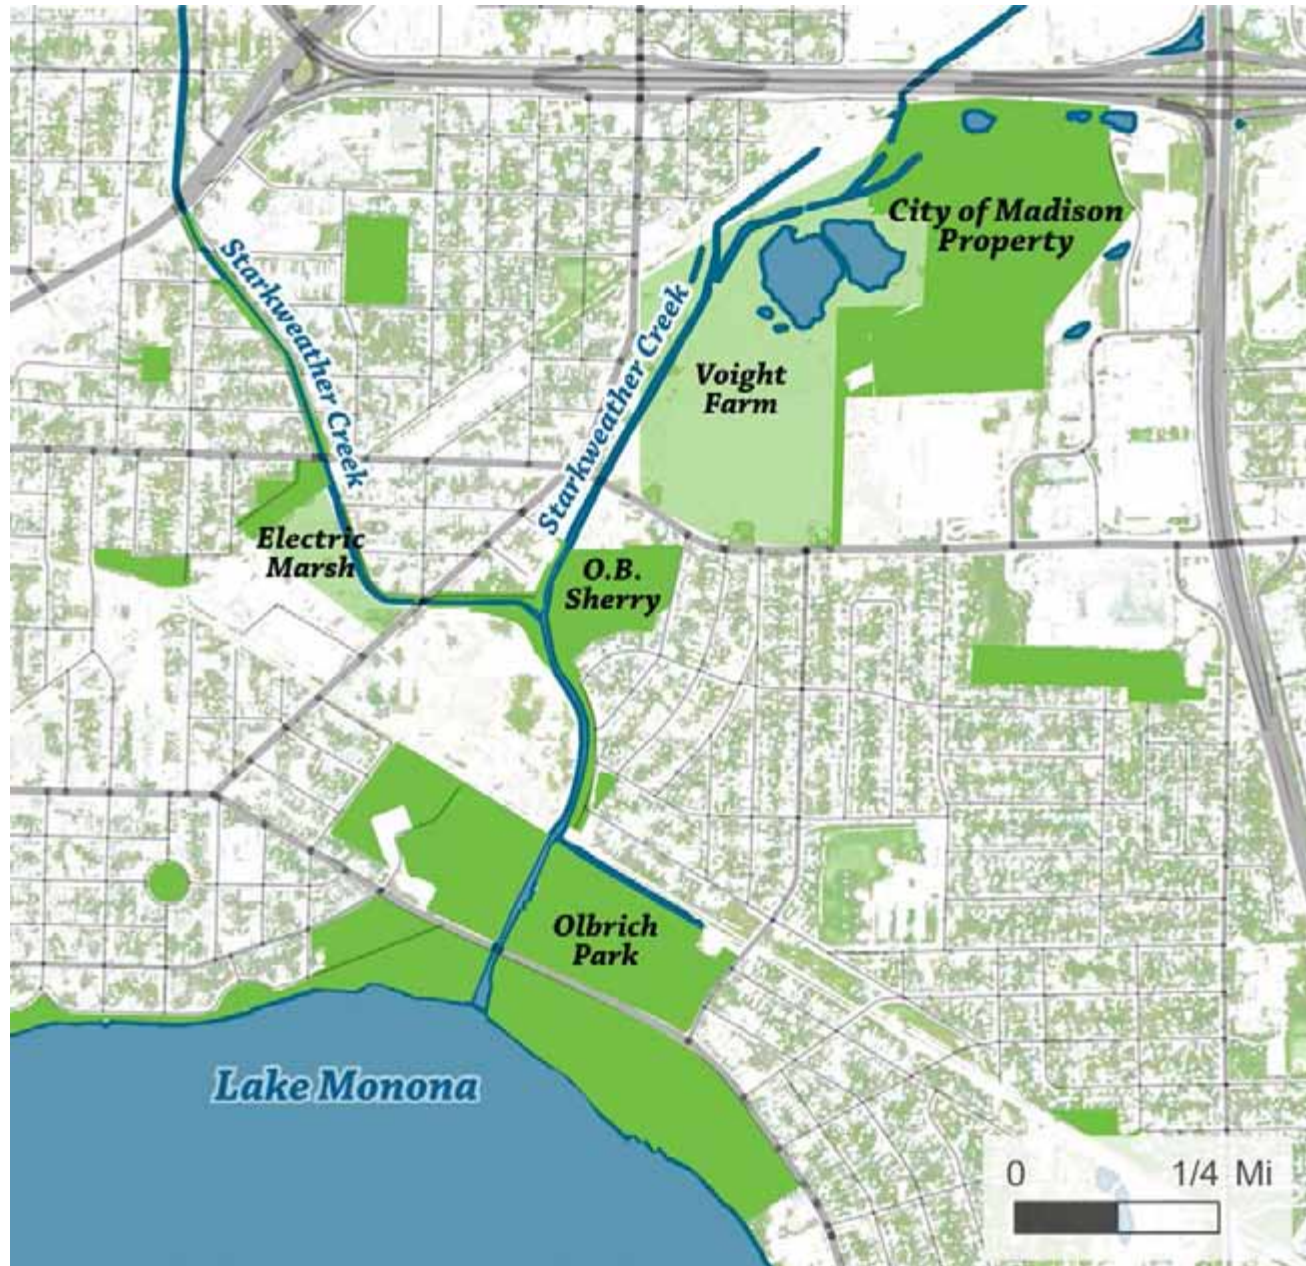 City of Madison
Property
Starkweather Creek
Starkweather Creek
Voight
Farm
Electric
Marsh
O.B.
Sherry
Olbrich
Park
Lake Monona
0 1/4 Mi